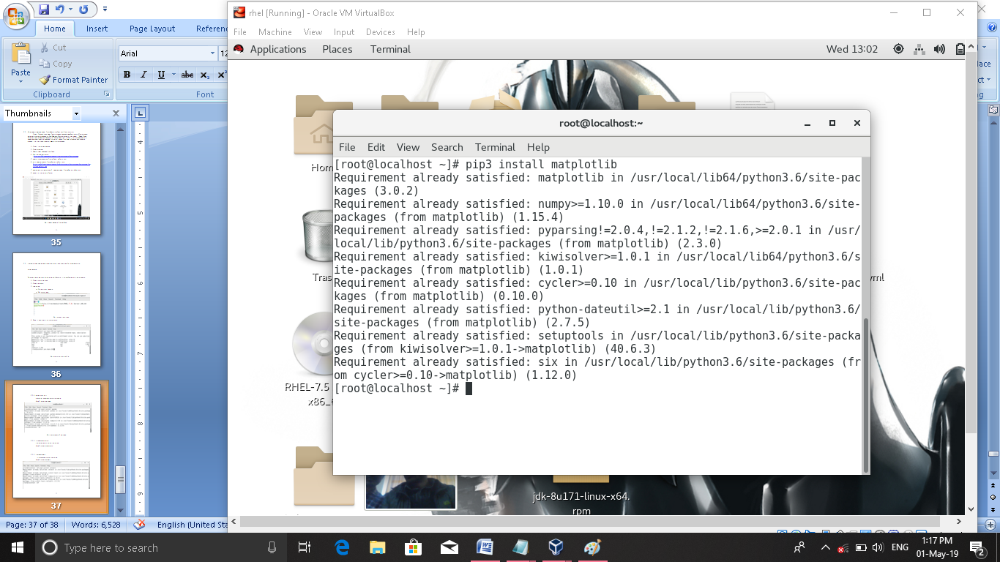 rhel [Running] - Oracle VM VirtualBox
Home
Insert
Page Layout
File
Machine
View
Input
Devices
Help
Cut
Copy
Paste
Format Painter
Clipboard
Arial
Font
Applications
Places
Terminal
Wed 13:02
Thumbnails
35
36
37
root@localhost:~
File
Edit
View
Search
Terminal
Help
[root@localhost ~]# pip3 install matplotlib
Requirement already satisfied: matplotlib in /usr/local/lib64/python3.6/site-pac
kages (3.0.2)
Requirement already satisfied: numpy>=1.10.0 in /usr/local/lib64/python3.6/site-
packages (from matplotlib) (1.15.4)
Requirement already satisfied: pyparsing!=2.0.4,!=2.1.2,!=2.1.6,>=2.0.1 in /usr/
local/lib/python3.6/site-packages (from matplotlib) (2.3.0)
Requirement already satisfied: kiwisolver>=1.0.1 in /usr/local/lib64/python3.6/s
ite-packages (from matplotlib) (1.0.1)
Requirement already satisfied: cycler>=0.10 in /usr/local/lib/python3.6/site-pac
kages (from matplotlib) (0.10.0)
Requirement already satisfied: python-dateutil>=2.1 in /usr/local/lib/python3.6/
site-packages (from matplotlib) (2.7.5)
Requirement already satisfied: setuptools in /usr/local/lib/python3.6/site-packa
ges (from kiwisolver>=1.0.1->matplotlib) (40.6.3)
Requirement already satisfied: six in /usr/local/lib/python3.6/site-packages (fr
om cycler>=0.10->matplotlib) (1.12.0)
[root@localhost ~]#
RHEL-7.5
jdk-8u171-linux-x64.
rpm
Page: 37 of 38
Words: 6,528
English (United Sta
Type here to search
ENG
1:17 PM
01-May-19
2